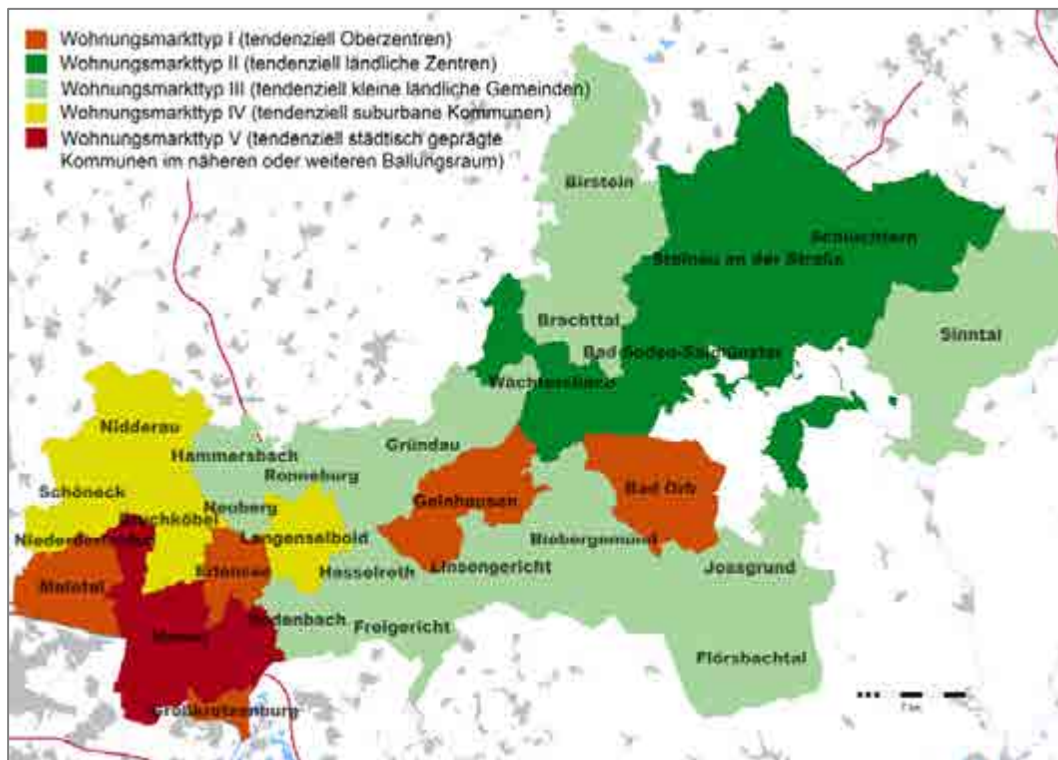 Wohnungsmarkttyp I (tendenziell Oberzentren)
Wohnungsmarkttyp II (tendenziell ländliche Zentren)
Wohnungsmarkttyp III (tendenziell kleine ländliche Gemeinden)
Wohnungsmarkttyp IV (tendenziell suburbane Kommunen)
Wohnungsmarkttyp V (tendenziell städtisch geprägte
Kommunen im näheren oder weiteren Ballungsraum)
Birstein
Schlüchtern
Steinau an der Straße
Brachttal
Sinntal
Bad Soden-Salmünster
Wächtersbach
Nidderau
Gründau
Hammersbach
Ronneburg
Schöneck
Gelnhausen
Bad Orb
Neuberg
Bruchköbel
Langenselbold
Niederdorfelden
Biebergemünd
Maintal
Erlensee
Hasselroth
Linsengericht
Jossgrund
Rodenbach
Freigericht
Hanau
Flörsbachtal
Großkrotzenburg